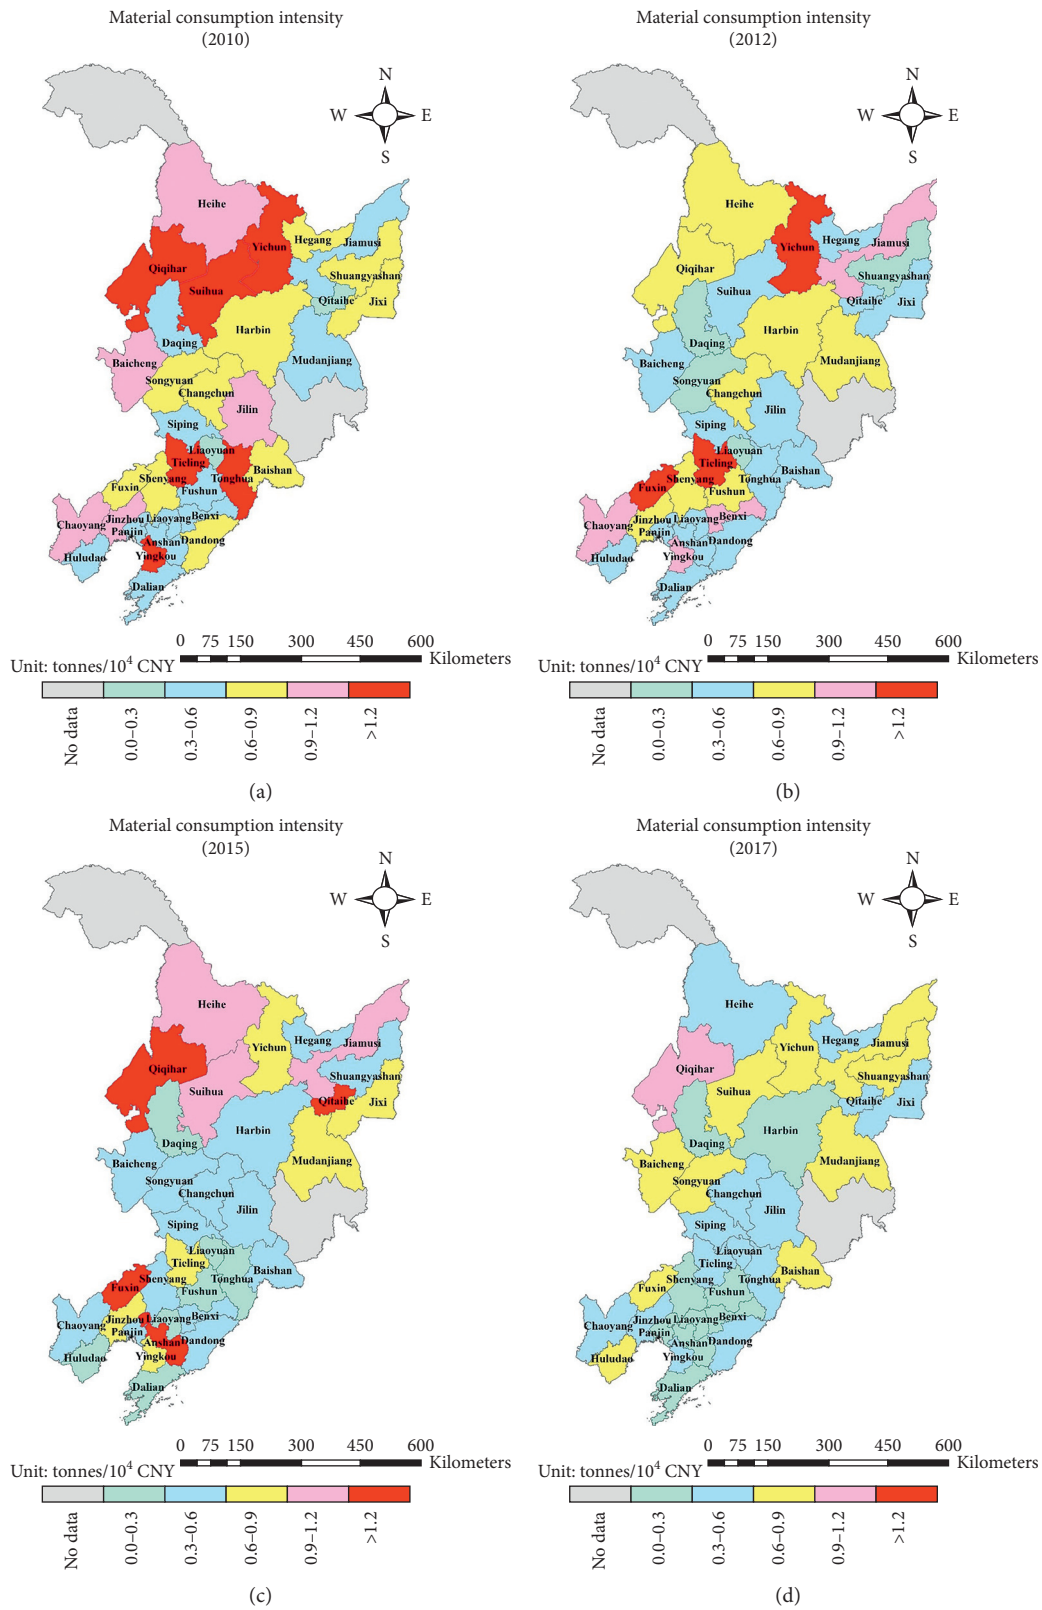 Material consumption intensity
(2010)
N
W
E
S
Heihe
Yichun
Hegang
Jiamusi
Qiqihar
Suihua
Shuangyashan
Qitaihe
Jixi
Harbin
Daqing
Mudanjiang
Baicheng
Songyuan
Changchun
Jilin
Siping
Liaoyuan
Tieling
Baishan
Shenyang
Tonghua
Fuxin
Fushun
Chaoyang
Jinzhou
Liaoyang
Benxi
Panjin
Anshan
Dandong
Huludao
Yingkou
Dalian
0 75 150 300 450 600
Kilometers
Unit: tonnes/10⁴ CNY
No data
0.0–0.3
0.3–0.6
0.6–0.9
0.9–1.2
>1.2
(a)
Material consumption intensity
(2012)
N
W
E
S
Heihe
Yichun
Hegang
Jiamusi
Qiqihar
Suihua
Shuangyashan
Qitaihe
Jixi
Harbin
Daqing
Mudanjiang
Baicheng
Songyuan
Changchun
Jilin
Siping
Liaoyuan
Tieling
Baishan
Shenyang
Tonghua
Fuxin
Fushun
Chaoyang
Jinzhou
Liaoyang
Benxi
Panjin
Anshan
Dandong
Huludao
Yingkou
Dalian
0 75 150 300 450 600
Kilometers
Unit: tonnes/10⁴ CNY
No data
0.0–0.3
0.3–0.6
0.6–0.9
0.9–1.2
>1.2
(b)
Material consumption intensity
(2015)
N
W
E
S
Heihe
Yichun
Hegang
Jiamusi
Qiqihar
Suihua
Shuangyashan
Qitaihe
Jixi
Harbin
Daqing
Mudanjiang
Baicheng
Songyuan
Changchun
Jilin
Siping
Liaoyuan
Tieling
Baishan
Shenyang
Tonghua
Fuxin
Fushun
Chaoyang
Jinzhou
Liaoyang
Benxi
Panjin
Anshan
Dandong
Huludao
Yingkou
Dalian
0 75 150 300 450 600
Kilometers
Unit: tonnes/10⁴ CNY
No data
0.0–0.3
0.3–0.6
0.6–0.9
0.9–1.2
>1.2
(c)
Material consumption intensity
(2017)
N
W
E
S
Heihe
Yichun
Hegang
Jiamusi
Qiqihar
Suihua
Shuangyashan
Qitaihe
Jixi
Harbin
Daqing
Mudanjiang
Baicheng
Songyuan
Changchun
Jilin
Siping
Liaoyuan
Tieling
Baishan
Shenyang
Tonghua
Fuxin
Fushun
Chaoyang
Jinzhou
Liaoyang
Benxi
Panjin
Anshan
Dandong
Huludao
Yingkou
Dalian
0 75 150 300 450 600
Kilometers
Unit: tonnes/10⁴ CNY
No data
0.0–0.3
0.3–0.6
0.6–0.9
0.9–1.2
>1.2
(d)